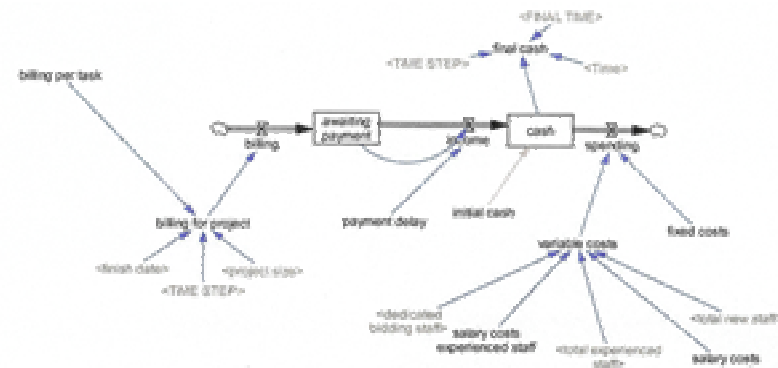 <FINAL TIME>
final cash
<TIME STEP>
<Time>
billing per task
awaiting
payment
cash
billing
income
spending
billing for project
payment delay
initial cash
fixed costs
variable costs
<finish date>
<project size>
<TIME STEP>
<dedicated
bidding staff>
salary costs
experienced staff
<total experienced
staff>
<total new staff>
salary costs